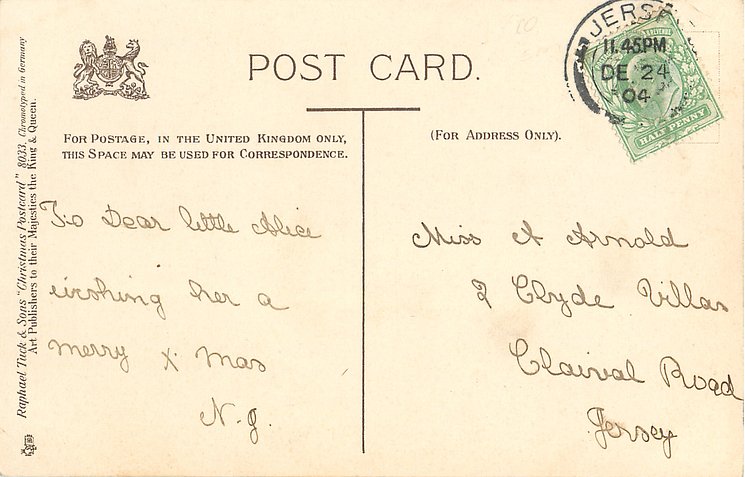 POST CARD.
JERSEY
11.45PM
DE 24
04
HALF PENNY
FOR POSTAGE, IN THE UNITED KINGDOM ONLY,
THIS SPACE MAY BE USED FOR CORRESPONDENCE.
(FOR ADDRESS ONLY).
To Dear little Alice
wishing her a
merry X Mas
N.g.
Miss A Arnold
2 Clyde Villas
Clairval Road
Jersey
Raphael Tuck & Sons "Christmas Postcard" 8033. Chromotyped in Germany
Art Publishers to their Majesties the King & Queen.